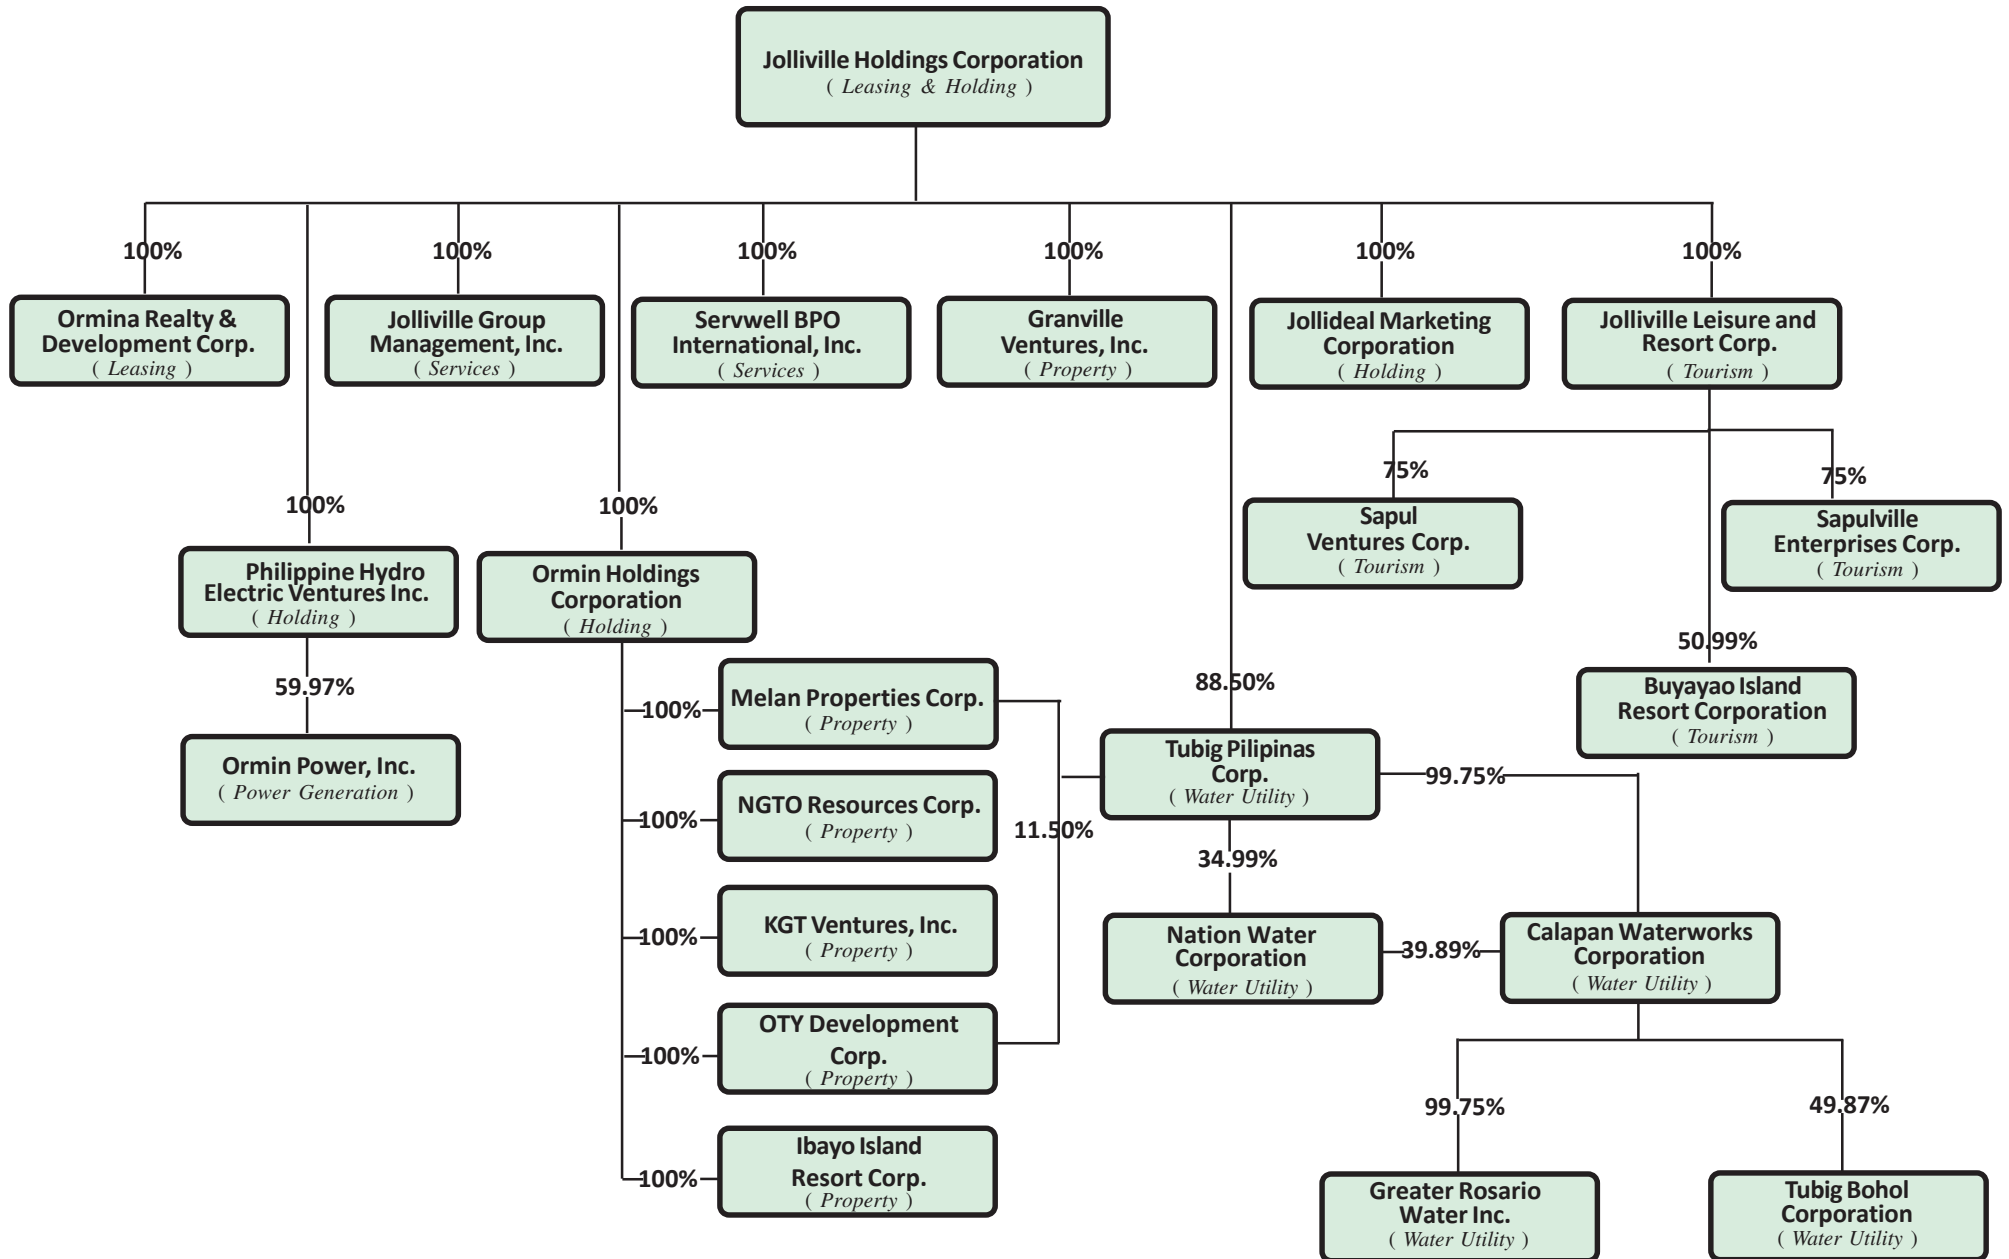 Jolliville Holdings Corporation
( Leasing & Holding )
100%
100%
100%
100%
100%
100%
Ormina Realty &
Development Corp.
( Leasing )
Jolliville Group
Management, Inc.
( Services )
Servwell BPO
International, Inc.
( Services )
Granville
Ventures, Inc.
( Property )
Jollideal Marketing
Corporation
( Holding )
Jolliville Leisure and
Resort Corp.
( Tourism )
75%
75%
100%
100%
Sapul
Ventures Corp.
( Tourism )
Sapulville
Enterprises Corp.
( Tourism )
Philippine Hydro
Electric Ventures Inc.
( Holding )
Ormin Holdings
Corporation
( Holding )
50.99%
59.97%
88.50%
Buyayao Island
Resort Corporation
( Tourism )
100%
Melan Properties Corp.
( Property )
Ormin Power, Inc.
( Power Generation )
Tubig Pilipinas
Corp.
( Water Utility )
99.75%
100%
NGTO Resources Corp.
( Property )
11.50%
34.99%
100%
KGT Ventures, Inc.
( Property )
Nation Water
Corporation
( Water Utility )
39.89%
Calapan Waterworks
Corporation
( Water Utility )
100%
OTY Development
Corp.
( Property )
99.75%
49.87%
100%
Ibayo Island
Resort Corp.
( Property )
Greater Rosario
Water Inc.
( Water Utility )
Tubig Bohol
Corporation
( Water Utility )